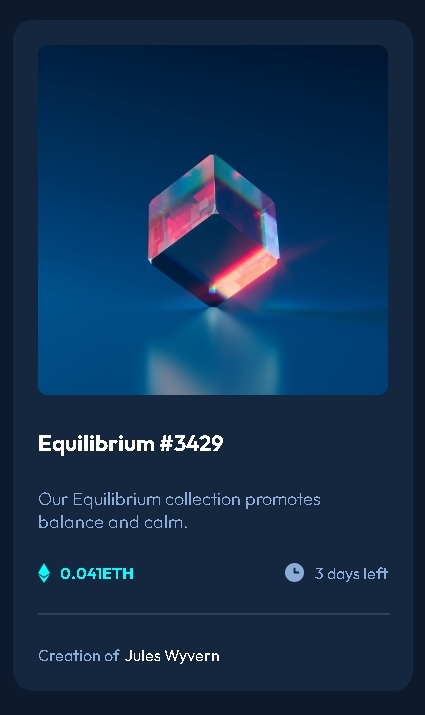 Equilibrium #3429
Our Equilibrium collection promotes
balance and calm.
0.041ETH
3 days left
Creation of Jules Wyvern